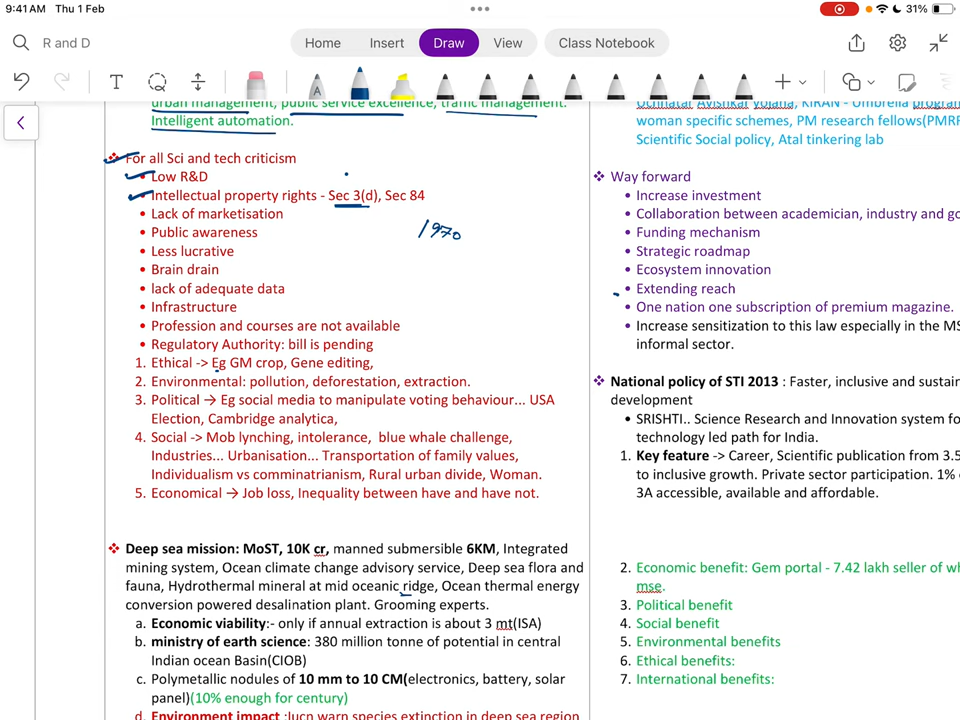 9:41 AM Thu 1 Feb
31%
R and D
Home Insert Draw View Class Notebook
urban management, public service excellence, traffic management.
Intelligent automation.
For all Sci and tech criticism
Low R&D
Intellectual property rights - Sec 3(d), Sec 84
1970
Lack of marketisation
Public awareness
Less lucrative
Brain drain
lack of adequate data
Infrastructure
Profession and courses are not available
Regulatory Authority: bill is pending
1. Ethical -> Eg GM crop, Gene editing,
2. Environmental: pollution, deforestation, extraction.
3. Political → Eg social media to manipulate voting behaviour... USA
Election, Cambridge analytica,
4. Social -> Mob lynching, intolerance, blue whale challenge,
Industries... Urbanisation... Transportation of family values,
Individualism vs comminatrianism, Rural urban divide, Woman.
5. Economical → Job loss, Inequality between have and have not.
Deep sea mission: MoST, 10K cr, manned submersible 6KM, Integrated
mining system, Ocean climate change advisory service, Deep sea flora and
fauna, Hydrothermal mineral at mid oceanic ridge, Ocean thermal energy
conversion powered desalination plant. Grooming experts.
a. Economic viability:- only if annual extraction is about 3 mt(ISA)
b. ministry of earth science: 380 million tonne of potential in central
Indian ocean Basin(CIOB)
c. Polymetallic nodules of 10 mm to 10 CM(electronics, battery, solar
panel)(10% enough for century)
d. Environment impact :Iucn warn species extinction in deep sea region
Ucchatar Avishkar yojana, KIRAN - Umbrella program
woman specific schemes, PM research fellows(PMRF
Scientific Social policy, Atal tinkering lab
Way forward
Increase investment
Collaboration between academician, industry and go
Funding mechanism
Strategic roadmap
Ecosystem innovation
Extending reach
One nation one subscription of premium magazine.
Increase sensitization to this law especially in the MS
informal sector.
National policy of STI 2013 : Faster, inclusive and sustain
development
SRISHTI.. Science Research and Innovation system fo
technology led path for India.
1. Key feature -> Career, Scientific publication from 3.5
to inclusive growth. Private sector participation. 1%
3A accessible, available and affordable.
2. Economic benefit: Gem portal - 7.42 lakh seller of wh
mse.
3. Political benefit
4. Social benefit
5. Environmental benefits
6. Ethical benefits:
7. International benefits: